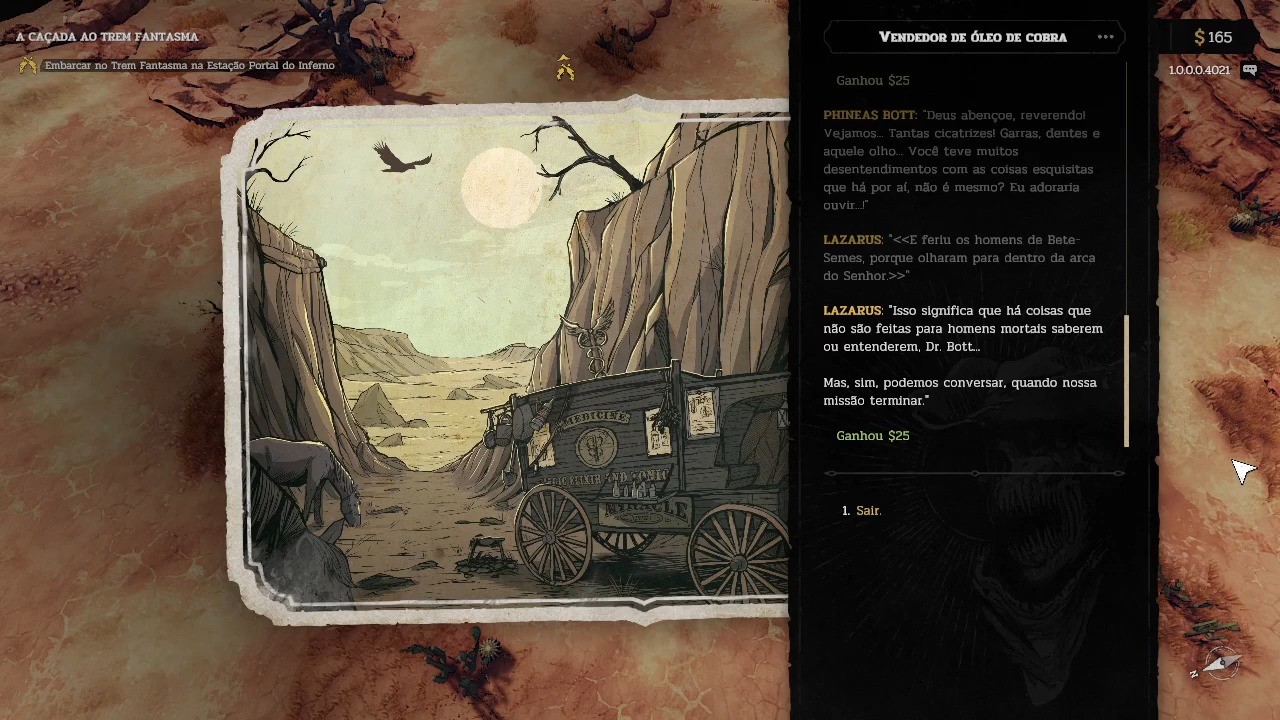 A CAÇADA AO TREM FANTASMA
Embarcar no Trem Fantasma na Estação Portal do Inferno
VENDEDOR DE ÓLEO DE COBRA
$ 165
1.0.0.0.4021
Ganhou $25
PHINEAS BOTT: "Deus abençoe, reverendo!
Vejamos... Tantas cicatrizes! Garras, dentes e
aquele olho... Você teve muitos
desentendimentos com as coisas esquisitas
que há por aí, não é mesmo? Eu adoraria
ouvir...!"
LAZARUS: "<<E feriu os homens de Bete-
Semes, porque olharam para dentro da arca
do Senhor.>>"
LAZARUS: "Isso significa que há coisas que
não são feitas para homens mortais saberem
ou entenderem, Dr. Bott...
Mas, sim, podemos conversar, quando nossa
missão terminar."
Ganhou $25
1. Sair.
MEDICINE
ELIXIR AND TONIC
MIRACLE
N